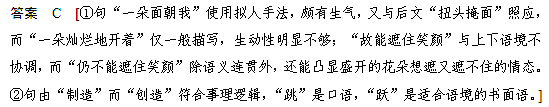 答案 C [①句“一朵面朝我”使用拟人手法，颇有生气，又与后文“扭头掩面”照应，
而“一朵灿烂地开着”仅一般描写，生动性明显不够；“故能遮住笑颜”与上下语境不
协调，而“仍不能遮住笑颜”除语义连贯外，还能凸显盛开的花朵想遮又遮不住的情态。
②句由“制造”而“创造”符合事理逻辑，“跳”是口语，“跃”是适合语境的书面语。]